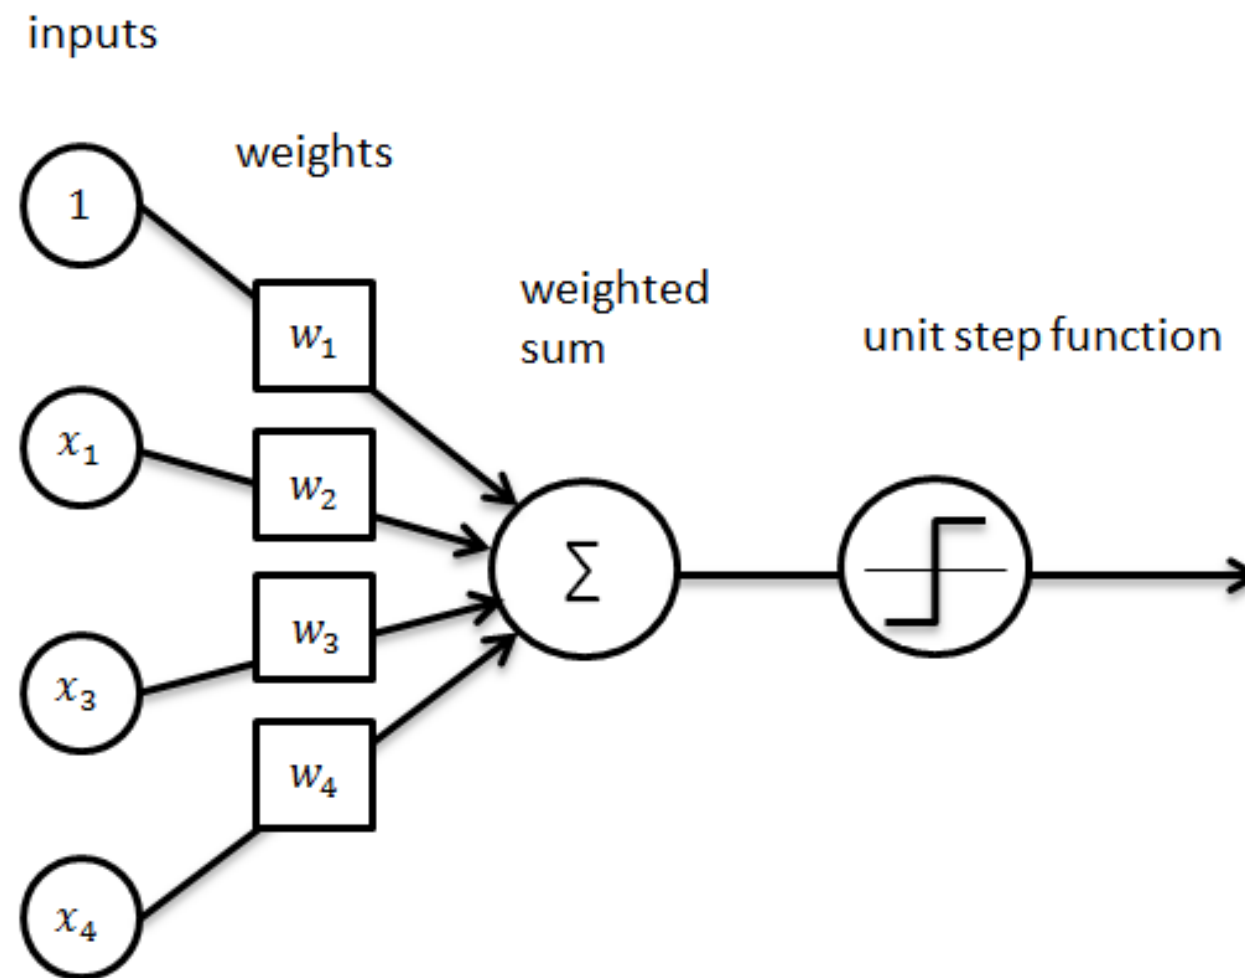 inputs
weights
1
w₁
weighted
sum
unit step function
x₁
w₂
∑
w₃
x₃
w₄
x₄